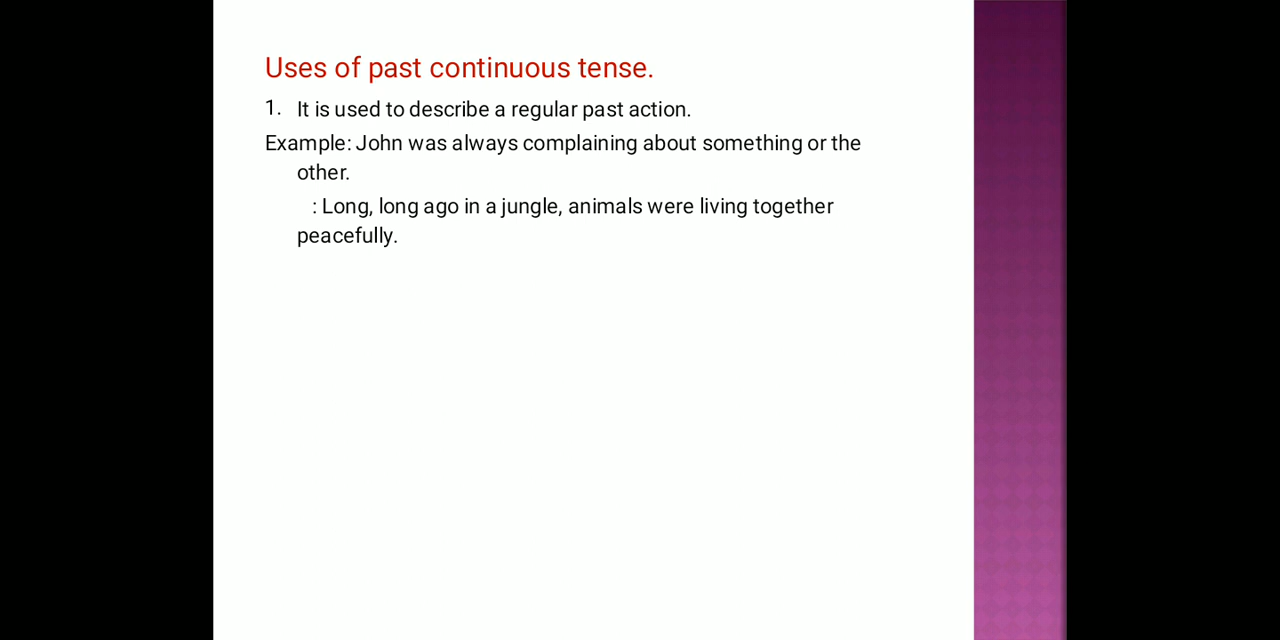 Uses of past continuous tense.
1. It is used to describe a regular past action.
Example: John was always complaining about something or the
other.
: Long, long ago in a jungle, animals were living together
peacefully.